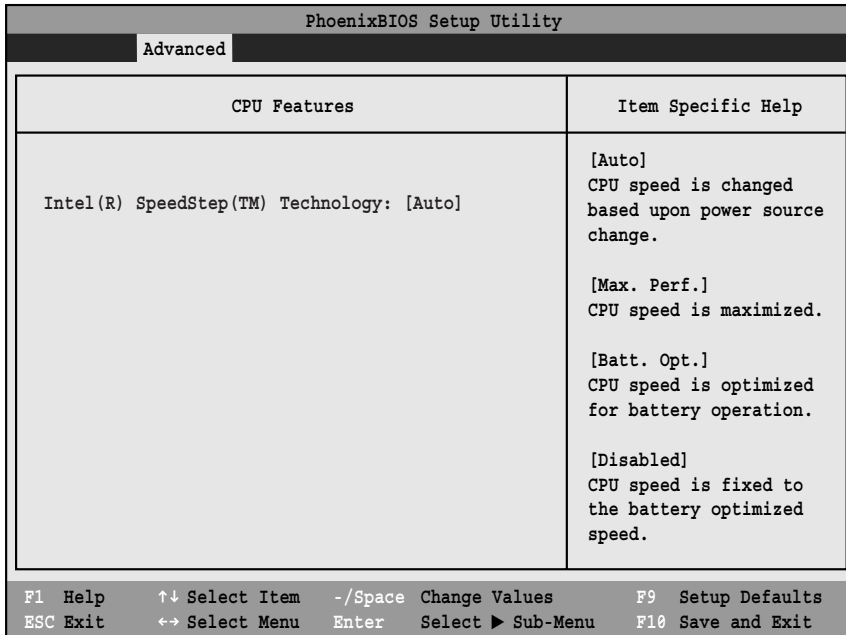 PhoenixBIOS Setup Utility
Advanced
CPU Features
Intel(R) SpeedStep(TM) Technology: [Auto]
Item Specific Help
[Auto]
CPU speed is changed
based upon power source
change.
[Max. Perf.]
CPU speed is maximized.
[Batt. Opt.]
CPU speed is optimized
for battery operation.
[Disabled]
CPU speed is fixed to
the battery optimized
speed.
F1 Help ↑↓ Select Item -/Space Change Values F9 Setup Defaults
ESC Exit ←→ Select Menu Enter Select ▶ Sub-Menu F10 Save and Exit